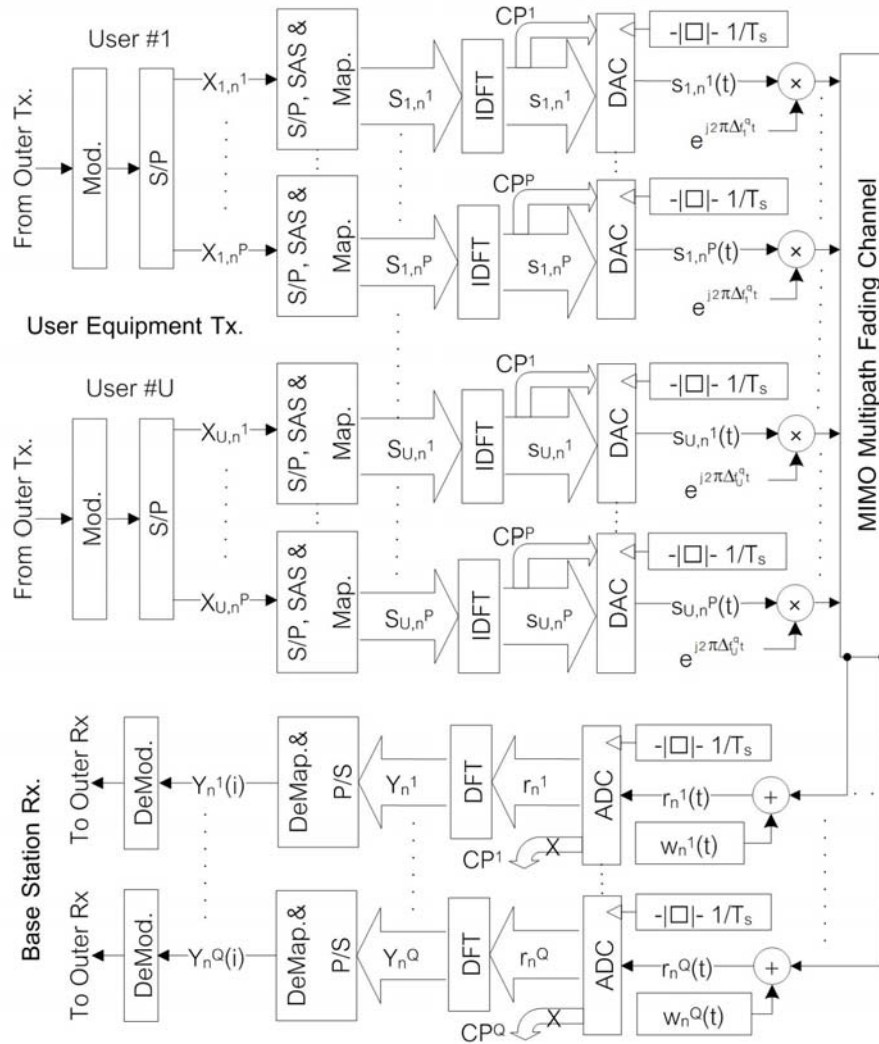 User #1
From Outer Tx.
Mod.
S/P
X1,n1
X1,nP
S/P, SAS &
Map.
S1,n1
IDFT
s1,n1
CP1
DAC
-|□|- 1/Ts
s1,n1(t)
×
e j2πΔf1q t
S/P, SAS &
Map.
S1,nP
IDFT
s1,nP
CPP
DAC
-|□|- 1/Ts
s1,nP(t)
×
e j2πΔf1q t
MIMO Multipath Fading Channel
User Equipment Tx.
User #U
From Outer Tx.
Mod.
S/P
XU,n1
XU,nP
S/P, SAS &
Map.
SU,n1
IDFT
sU,n1
CP1
DAC
-|□|- 1/Ts
sU,n1(t)
×
e j2πΔfUq t
S/P, SAS &
Map.
SU,nP
IDFT
sU,nP
CPP
DAC
-|□|- 1/Ts
sU,nP(t)
×
e j2πΔfUq t
Base Station Rx.
To Outer Rx
DeMod.
Yn1(i)
DeMap.&
P/S
Yn1
DFT
rn1
CP1
X
ADC
-|□|- 1/Ts
rn1(t)
+
wn1(t)
To Outer Rx
DeMod.
YnQ(i)
DeMap.&
P/S
YnQ
DFT
rnQ
CPQ
X
ADC
-|□|- 1/Ts
rnQ(t)
+
wnQ(t)